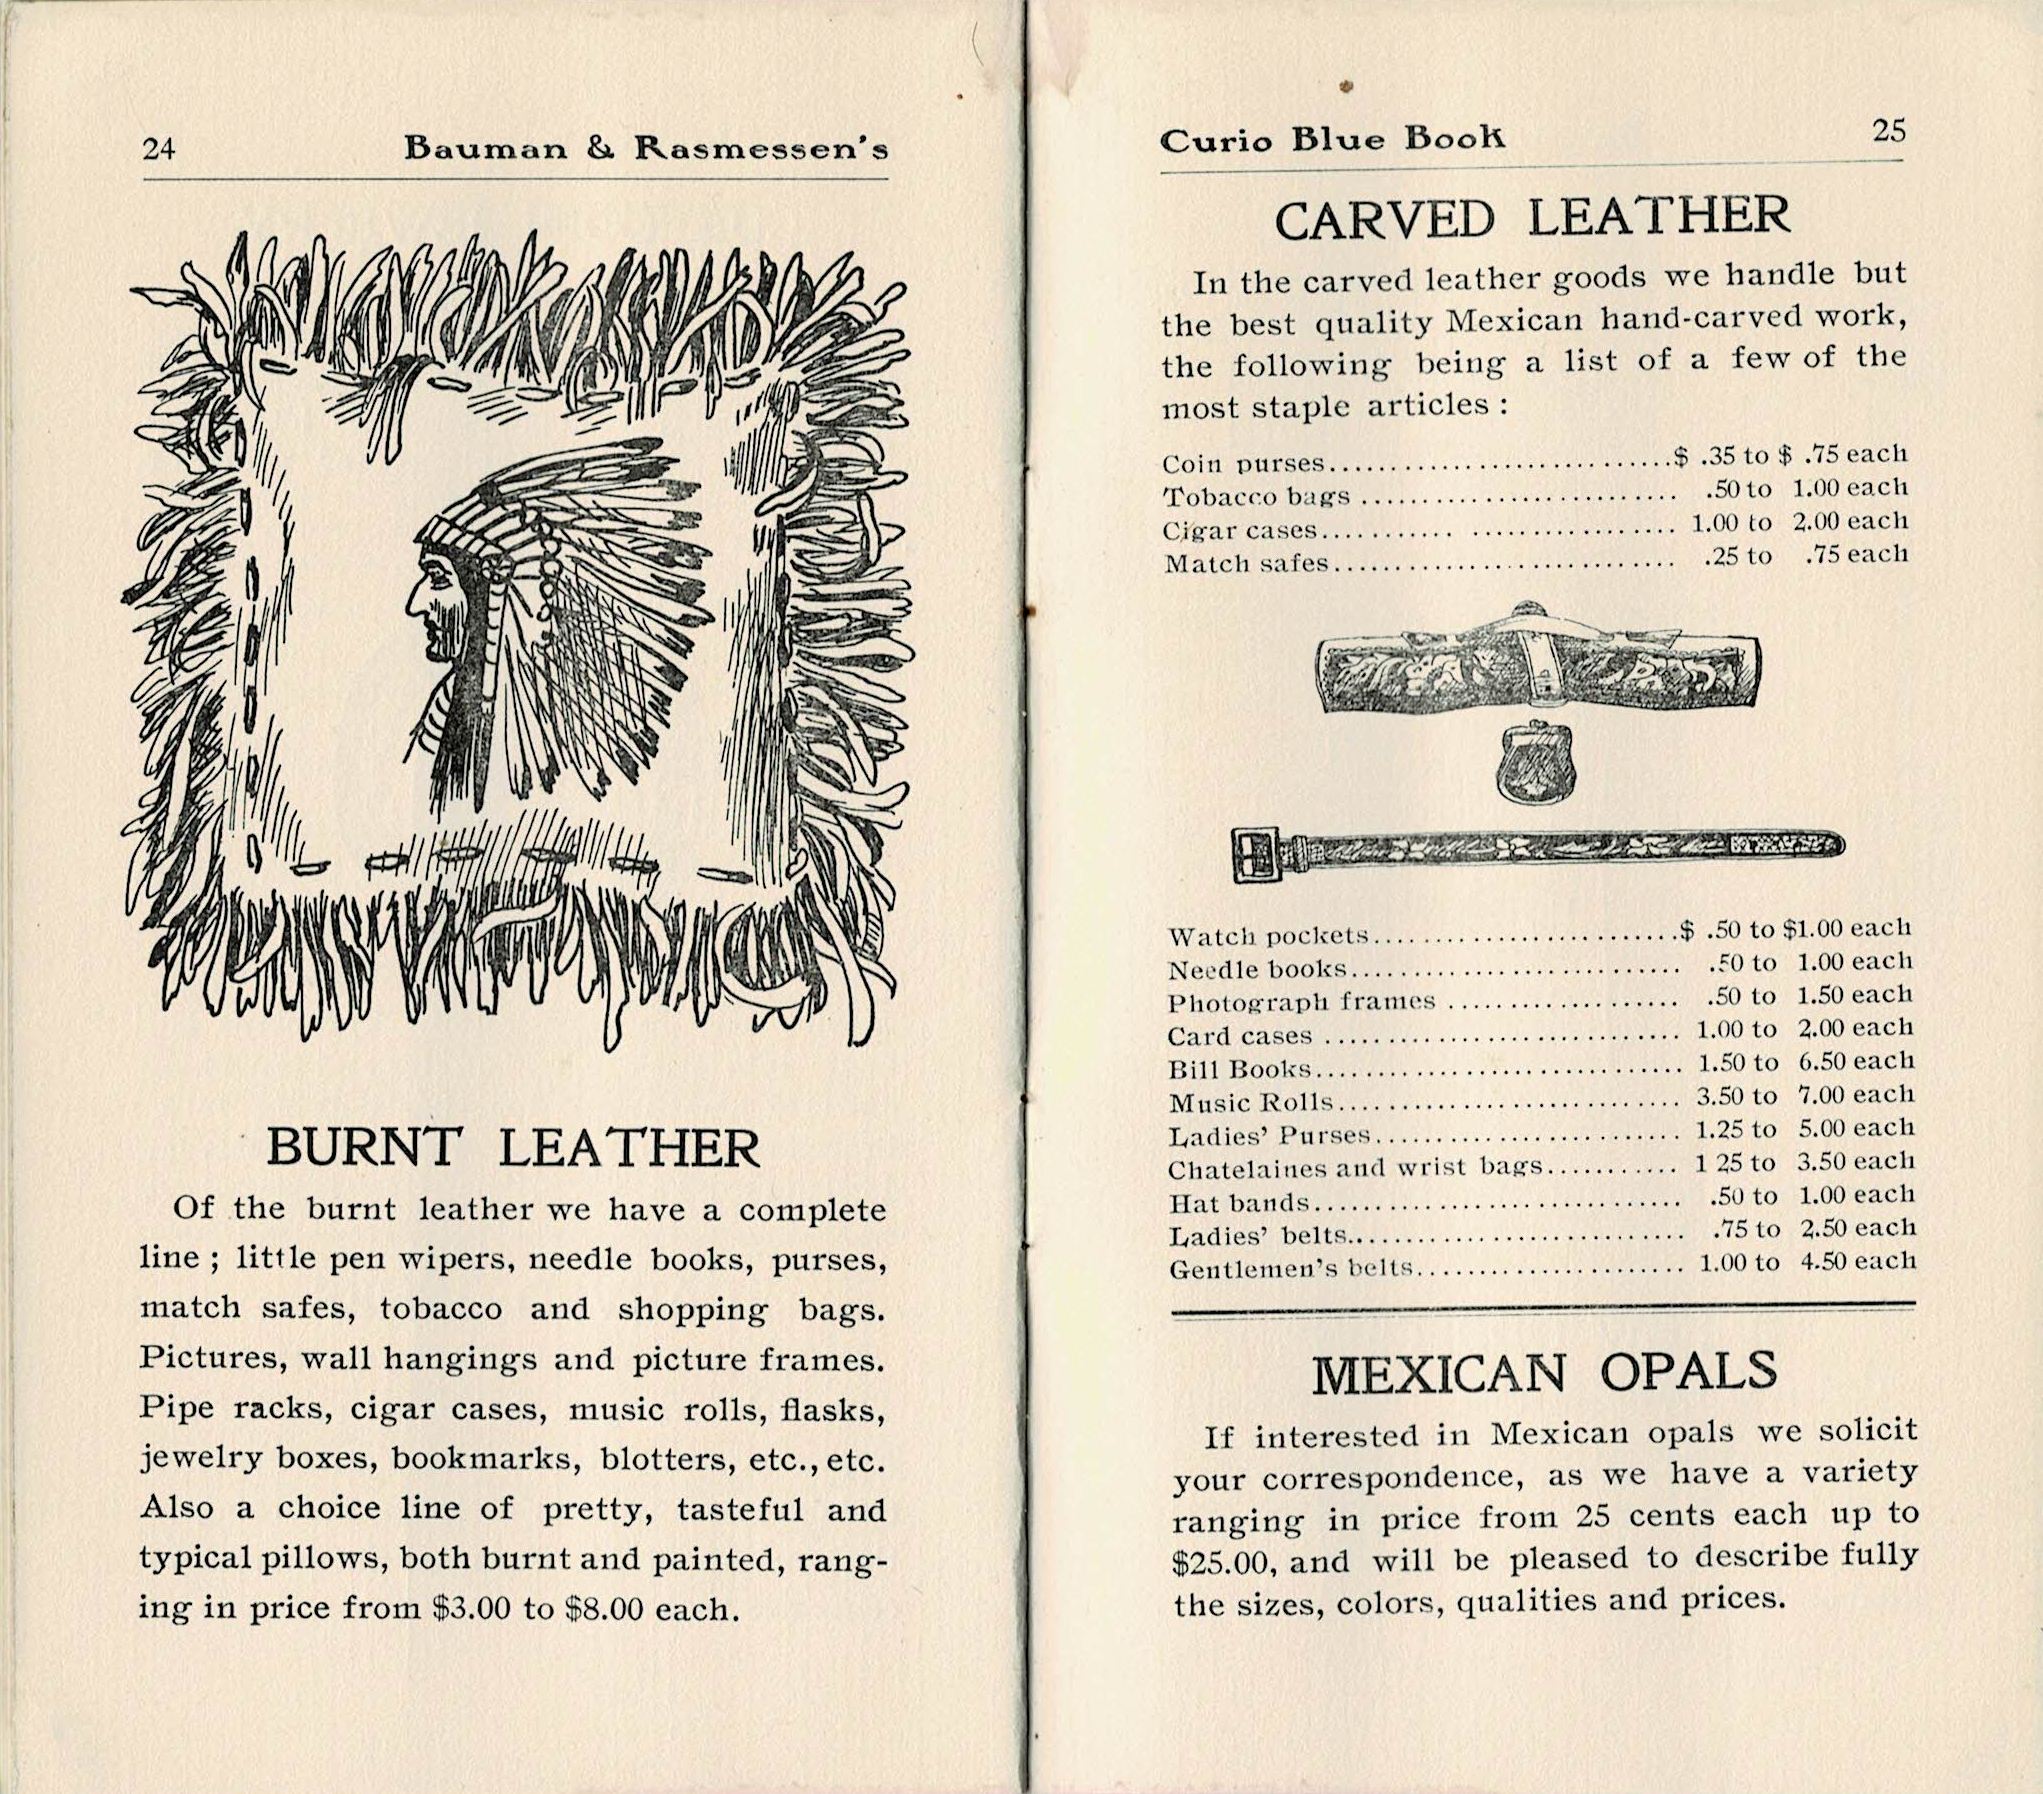 24 Bauman & Rasmessen's
BURNT LEATHER
Of the burnt leather we have a complete
line ; little pen wipers, needle books, purses,
match safes, tobacco and shopping bags.
Pictures, wall hangings and picture frames.
Pipe racks, cigar cases, music rolls, flasks,
jewelry boxes, bookmarks, blotters, etc., etc.
Also a choice line of pretty, tasteful and
typical pillows, both burnt and painted, rang-
ing in price from $3.00 to $8.00 each.
Curio Blue Book 25
CARVED LEATHER
In the carved leather goods we handle but
the best quality Mexican hand-carved work,
the following being a list of a few of the
most staple articles :
Coin purses............................$ .35 to $ .75 each
Tobacco bags .......................... .50 to 1.00 each
Cigar cases........... ................. 1.00 to 2.00 each
Match safes............................ .25 to .75 each
Watch pockets.........................$ .50 to $1.00 each
Needle books........................... .50 to 1.00 each
Photograph frames ................... .50 to 1.50 each
Card cases ............................. 1.00 to 2.00 each
Bill Books.............................. 1.50 to 6.50 each
Music Rolls............................ 3.50 to 7.00 each
Ladies' Purses......................... 1.25 to 5.00 each
Chatelaines and wrist bags........... 1 25 to 3.50 each
Hat bands.............................. .50 to 1.00 each
Ladies' belts............................ .75 to 2.50 each
Gentlemen's belts...................... 1.00 to 4.50 each
MEXICAN OPALS
If interested in Mexican opals we solicit
your correspondence, as we have a variety
ranging in price from 25 cents each up to
$25.00, and will be pleased to describe fully
the sizes, colors, qualities and prices.